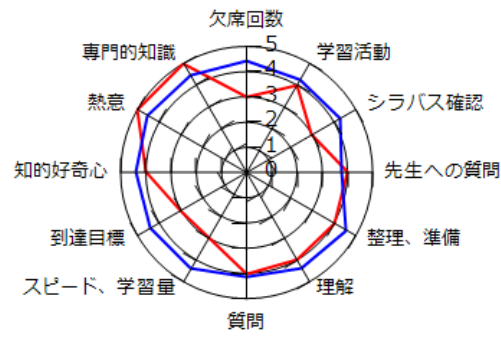 欠席回数
専門的知識
学習活動
熱意
シラバス確認
知的好奇心
先生への質問
到達目標
整理、準備
スピード、学習量
理解
質問
5
4
3
2
1
0